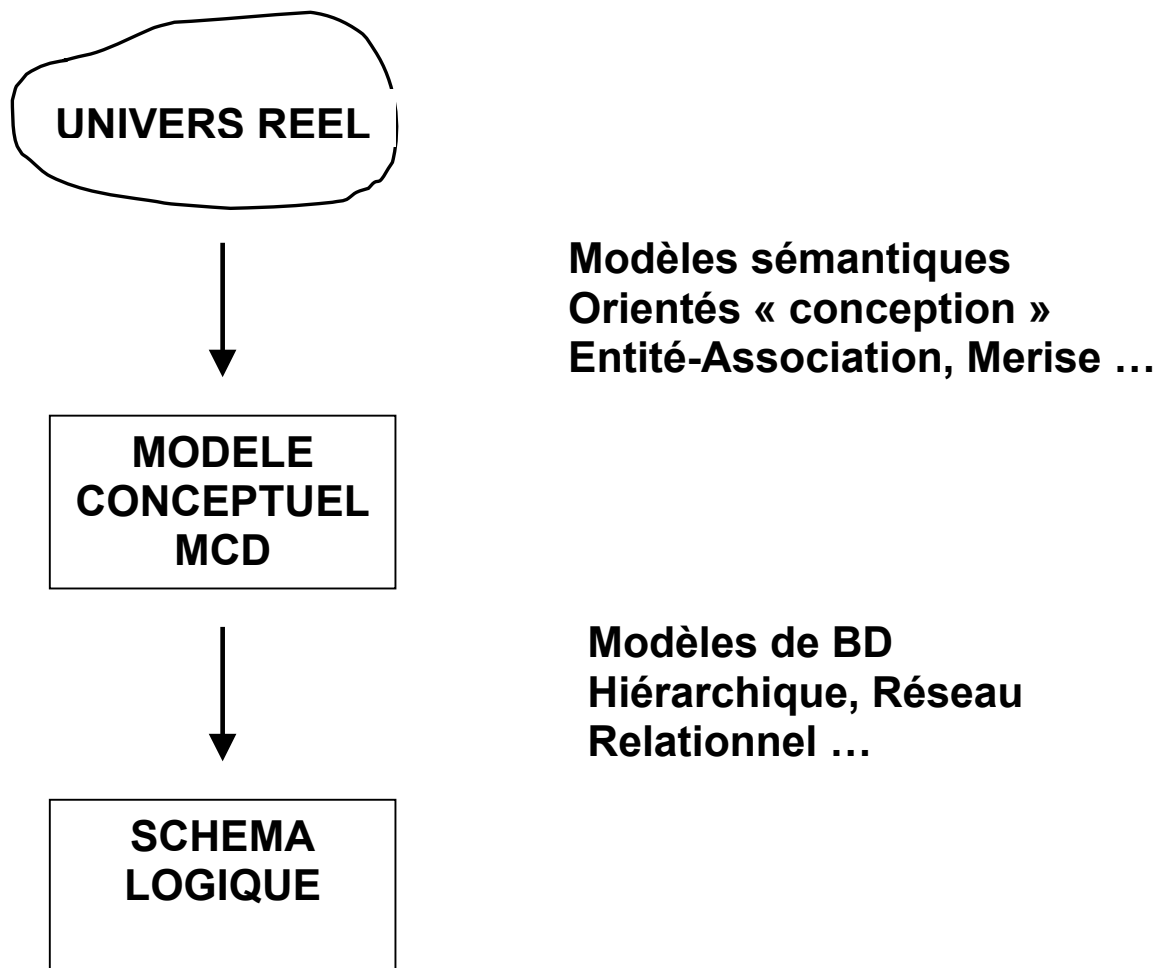 UNIVERS REEL
Modèles sémantiques
Orientés « conception »
Entité-Association, Merise …
MODELE
CONCEPTUEL
MCD
Modèles de BD
Hiérarchique, Réseau
Relationnel …
SCHEMA
LOGIQUE